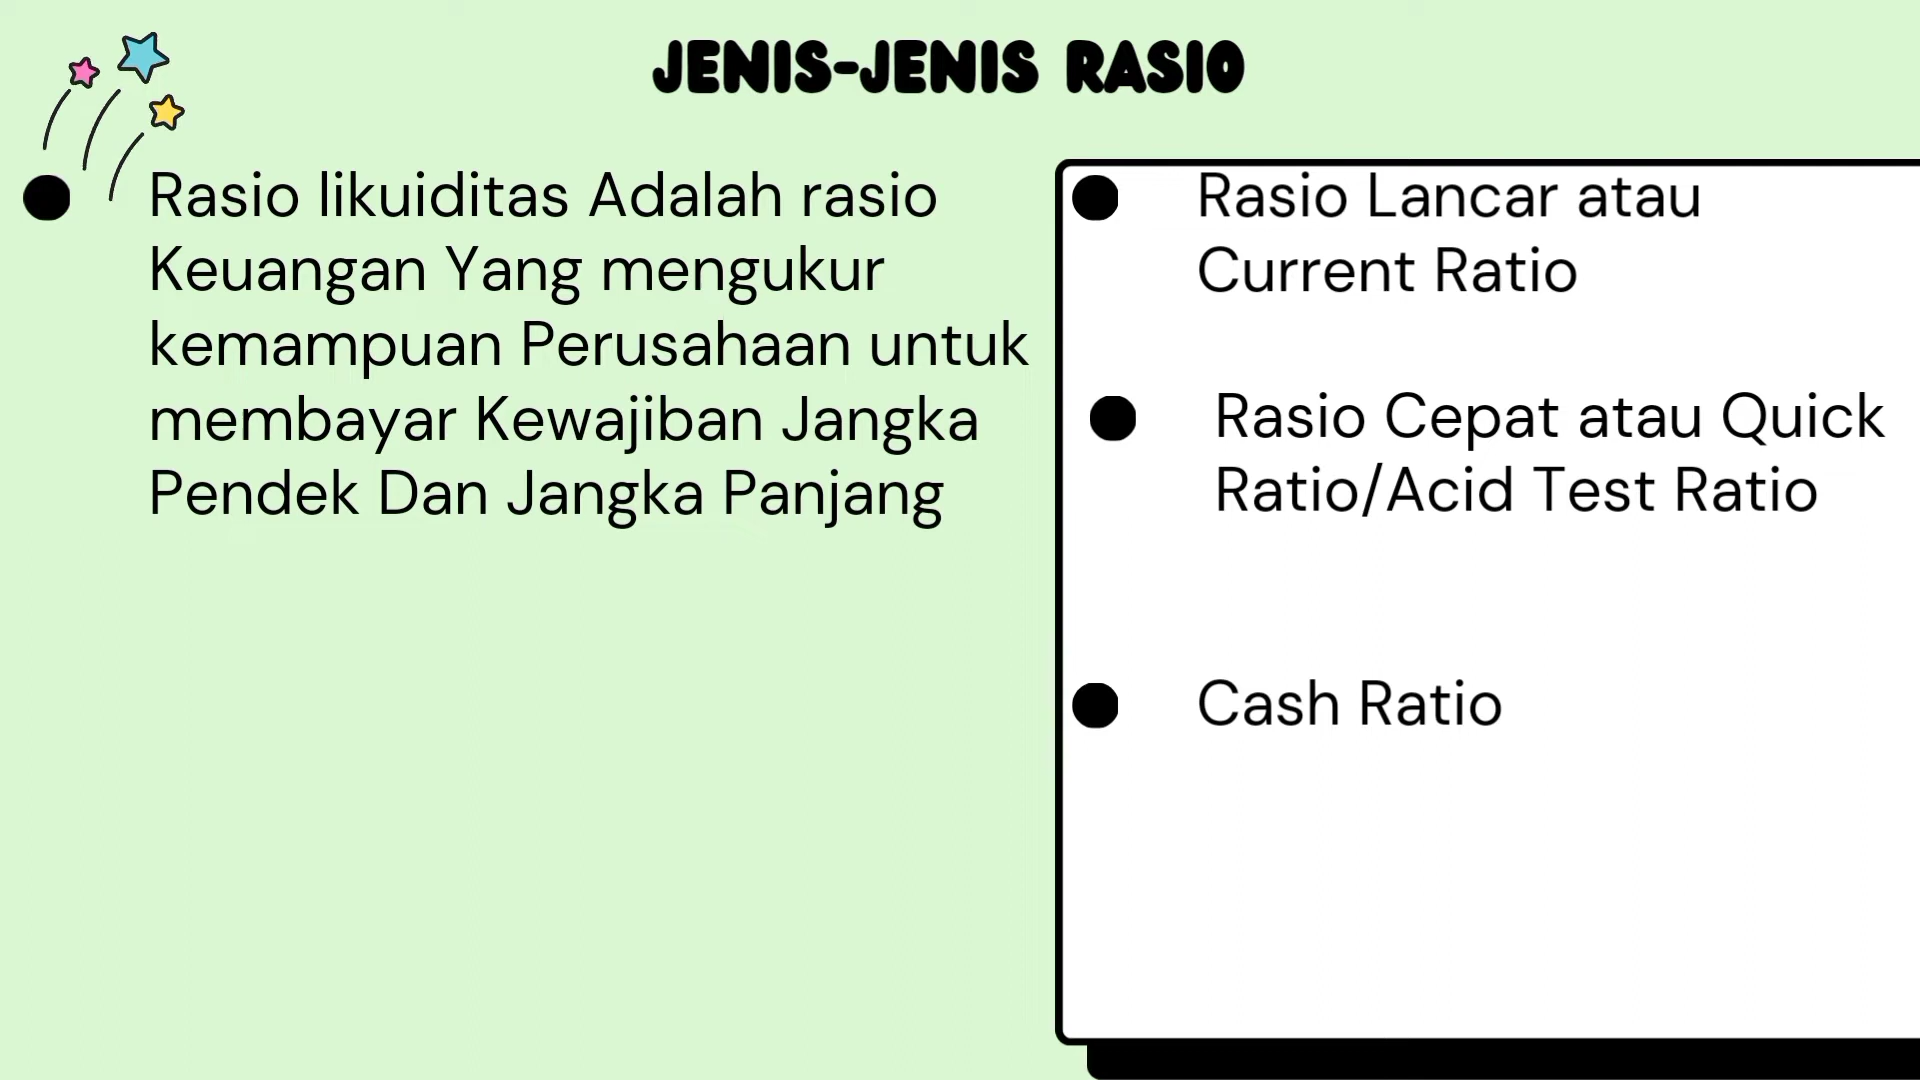 JENIS-JENIS RASIO
Rasio likuiditas Adalah rasio
Keuangan Yang mengukur
kemampuan Perusahaan untuk
membayar Kewajiban Jangka
Pendek Dan Jangka Panjang
Rasio Lancar atau
Current Ratio
Rasio Cepat atau Quick
Ratio/Acid Test Ratio
Cash Ratio